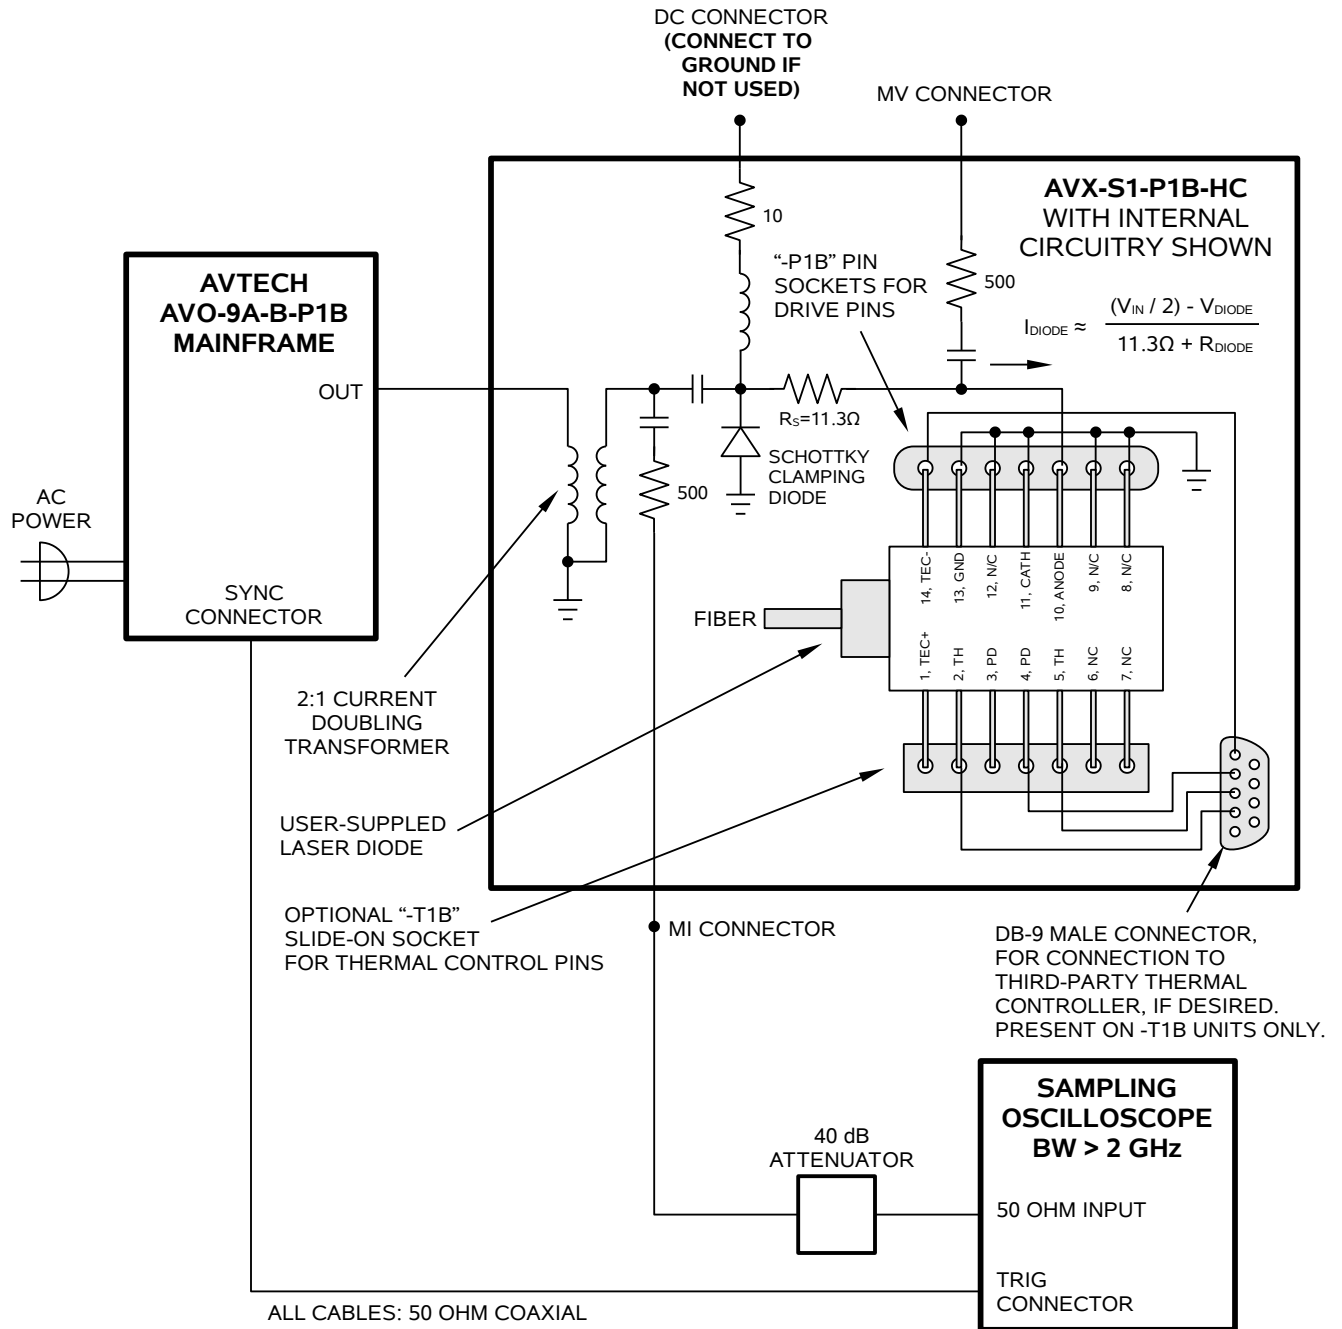 DC CONNECTOR
(CONNECT TO
GROUND IF
NOT USED)
MV CONNECTOR
AVX-S1-P1B-HC
WITH INTERNAL
CIRCUITRY SHOWN
10
500
"-P1B" PIN
SOCKETS FOR
DRIVE PINS
IDIODE ≈ (VIN / 2) - VDIODE
11.3Ω + RDIODE
AVTECH
AVO-9A-B-P1B
MAINFRAME
OUT
RS=11.3Ω
SCHOTTKY
CLAMPING
DIODE
500
AC
POWER
SYNC
CONNECTOR
14, TEC-
13, GND
12, N/C
11, CATH
10, ANODE
9, N/C
8, N/C
FIBER
1, TEC+
2, TH
3, PD
4, PD
5, TH
6, NC
7, NC
2:1 CURRENT
DOUBLING
TRANSFORMER
USER-SUPPLED
LASER DIODE
OPTIONAL "-T1B"
SLIDE-ON SOCKET
FOR THERMAL CONTROL PINS
MI CONNECTOR
DB-9 MALE CONNECTOR,
FOR CONNECTION TO
THIRD-PARTY THERMAL
CONTROLLER, IF DESIRED.
PRESENT ON -T1B UNITS ONLY.
40 dB
ATTENUATOR
SAMPLING
OSCILLOSCOPE
BW > 2 GHz
50 OHM INPUT
TRIG
CONNECTOR
ALL CABLES: 50 OHM COAXIAL